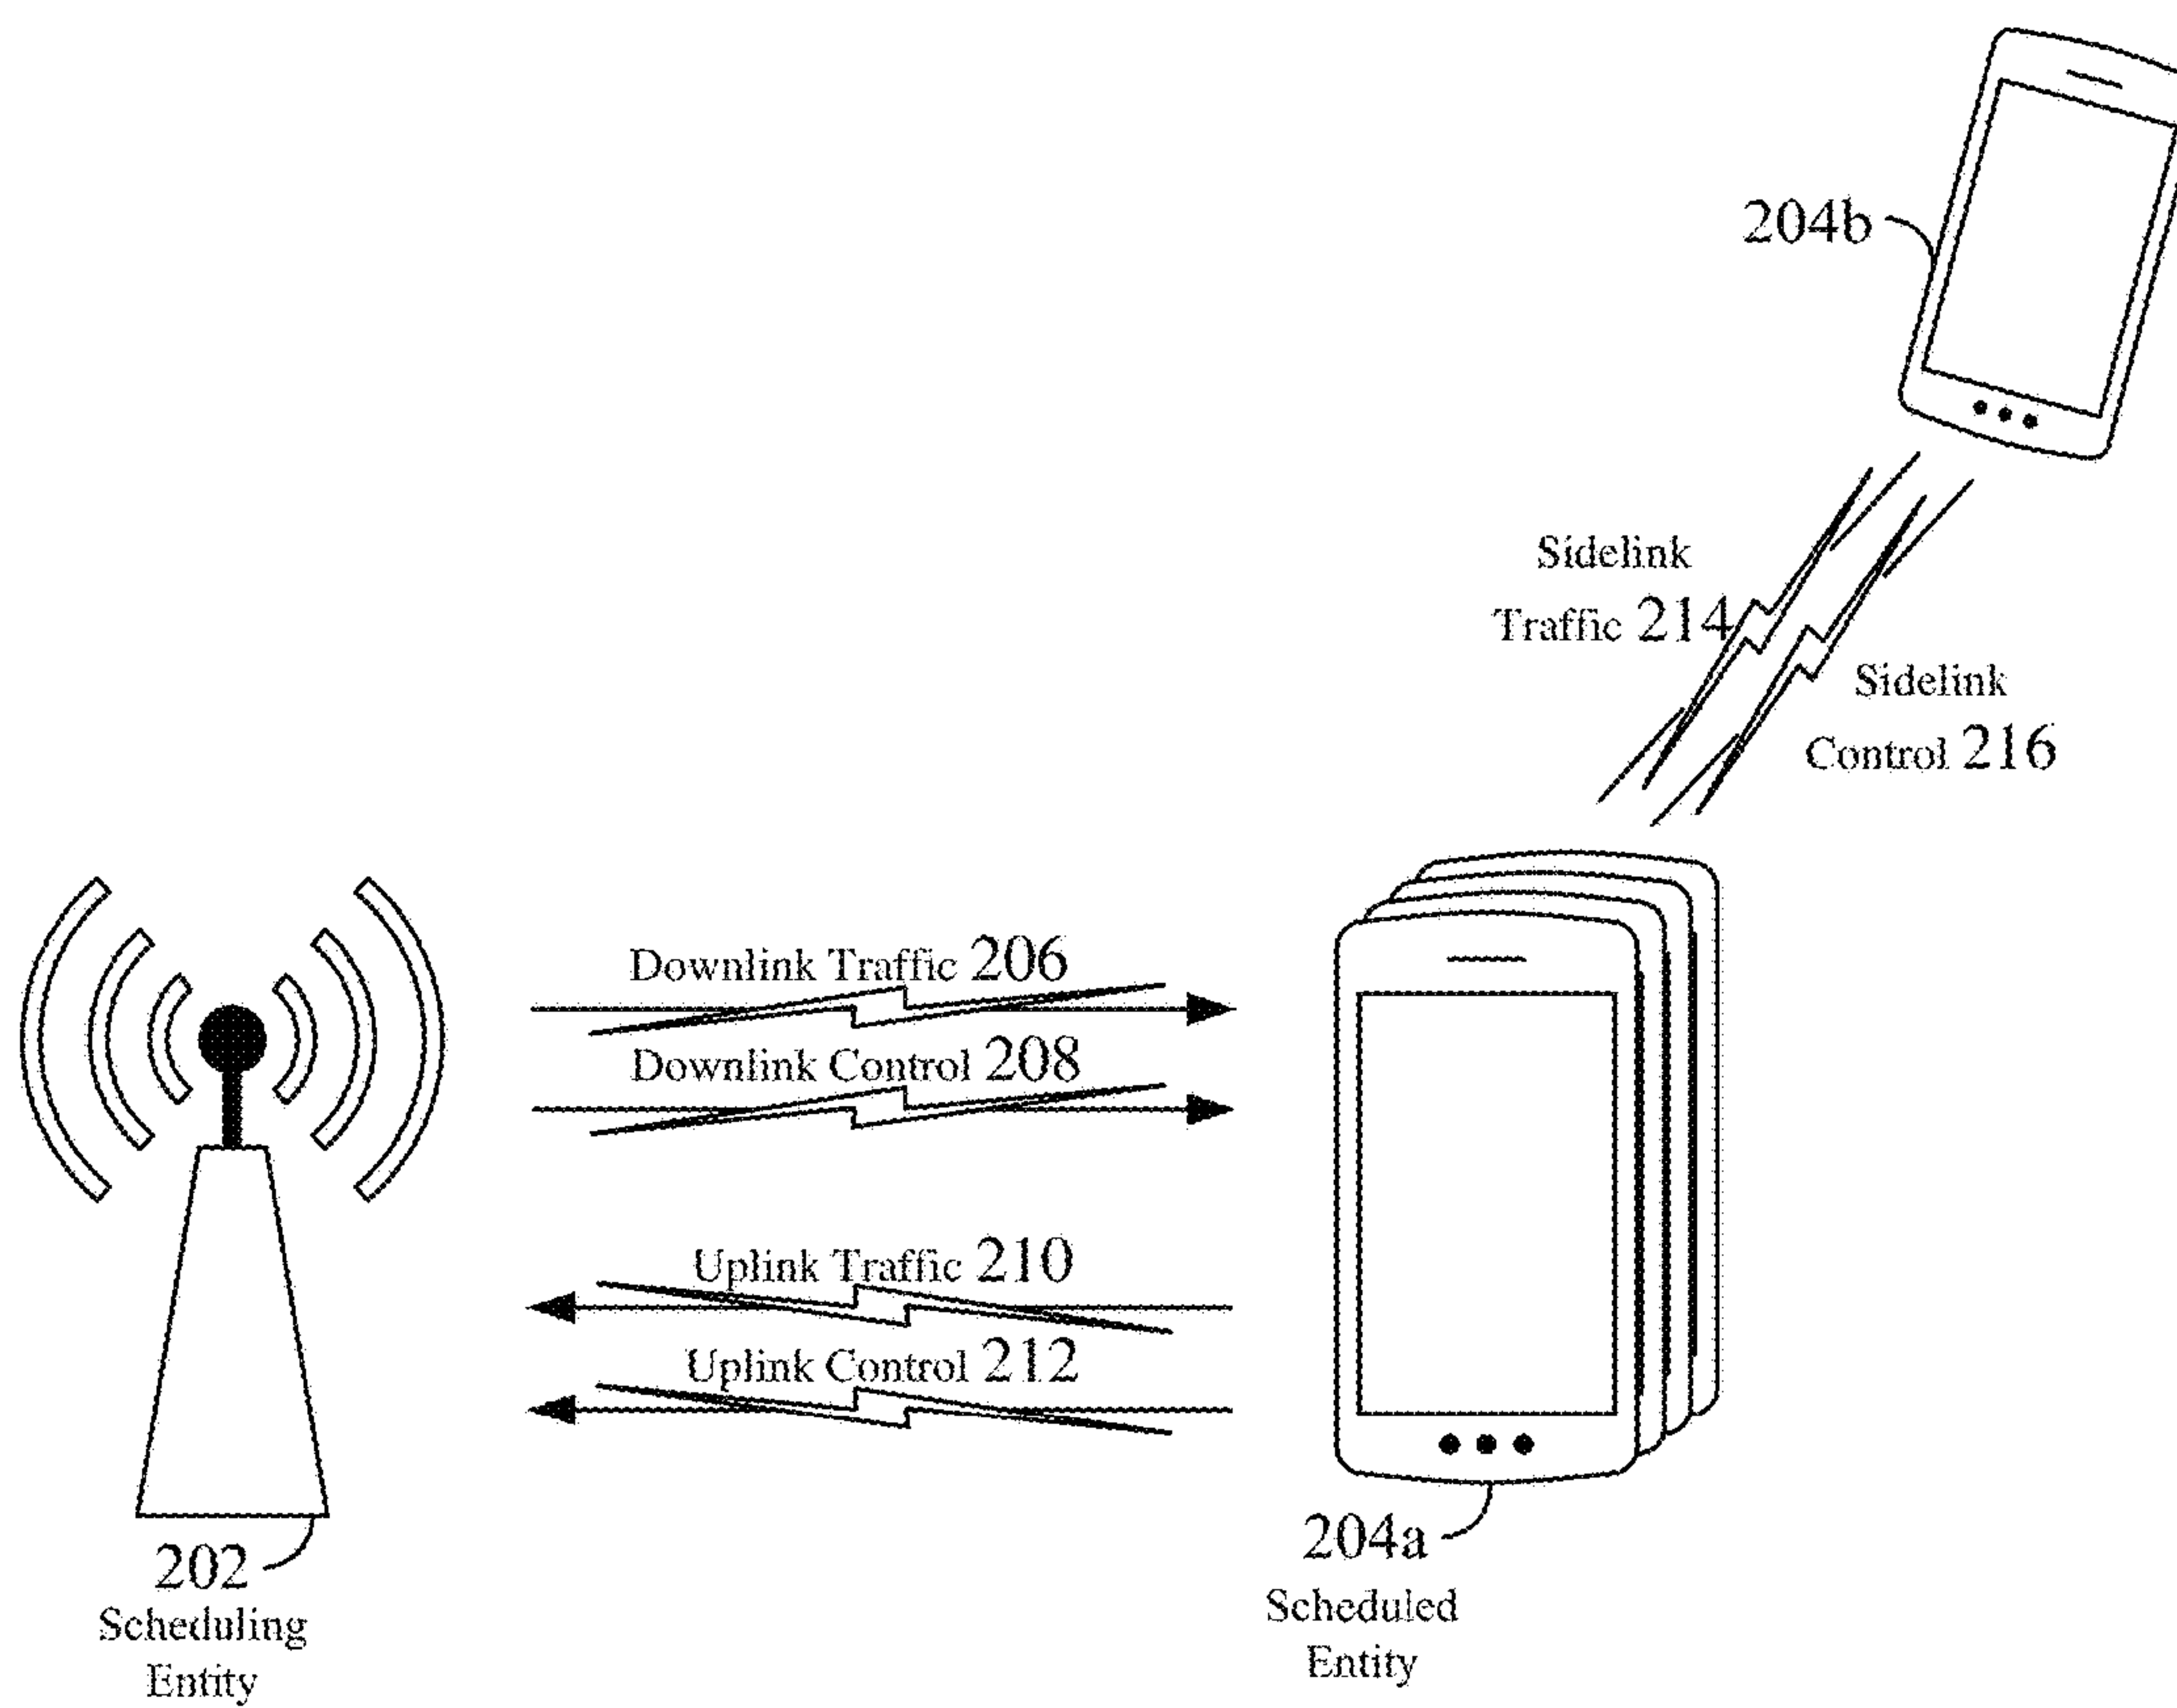 204b
Sidelink
Traffic 214
Sidelink
Control 216
Downlink Traffic 206
Downlink Control 208
Uplink Traffic 210
Uplink Control 212
204a
Scheduled
Entity
202
Scheduling
Entity